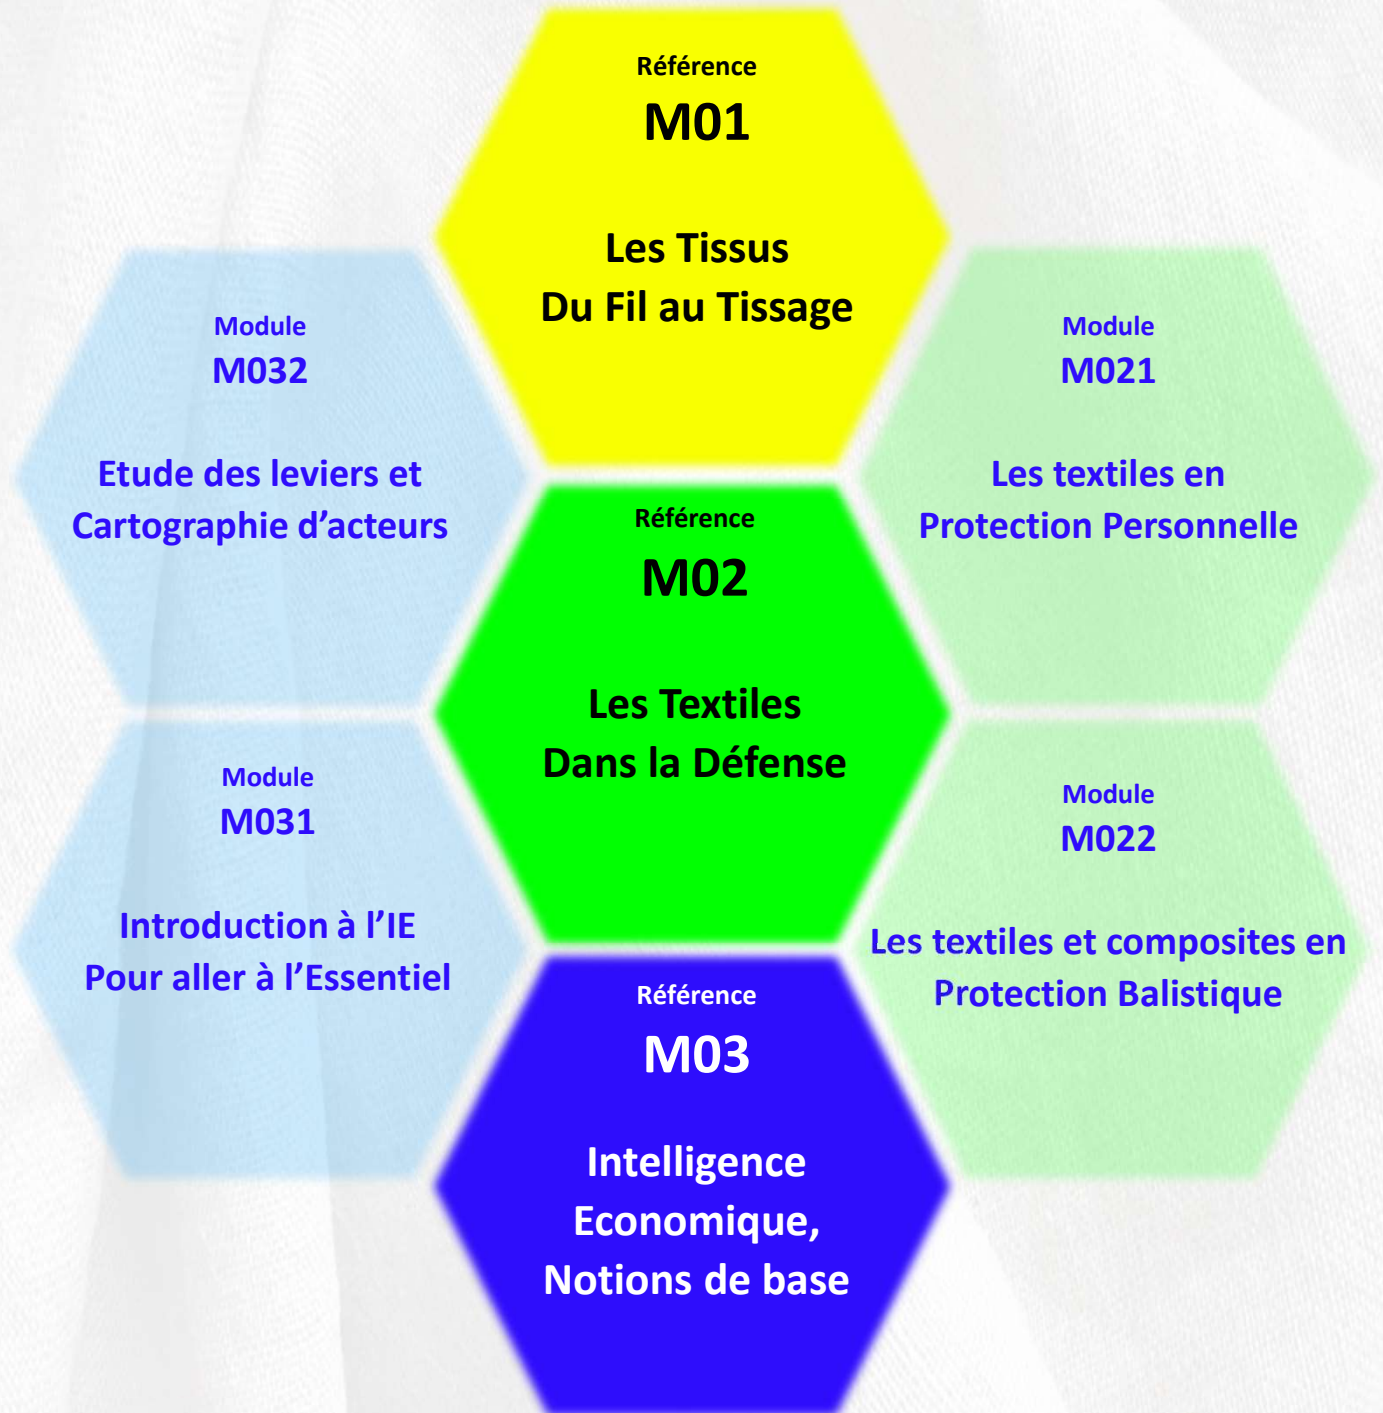 Référence
M01
Les Tissus
Du Fil au Tissage
Module
M032
Etude des leviers et
Cartographie d’acteurs
Module
M021
Les textiles en
Protection Personnelle
Référence
M02
Les Textiles
Dans la Défense
Module
M031
Introduction à l’IE
Pour aller à l’Essentiel
Module
M022
Les textiles et composites en
Protection Balistique
Référence
M03
Intelligence
Economique,
Notions de base